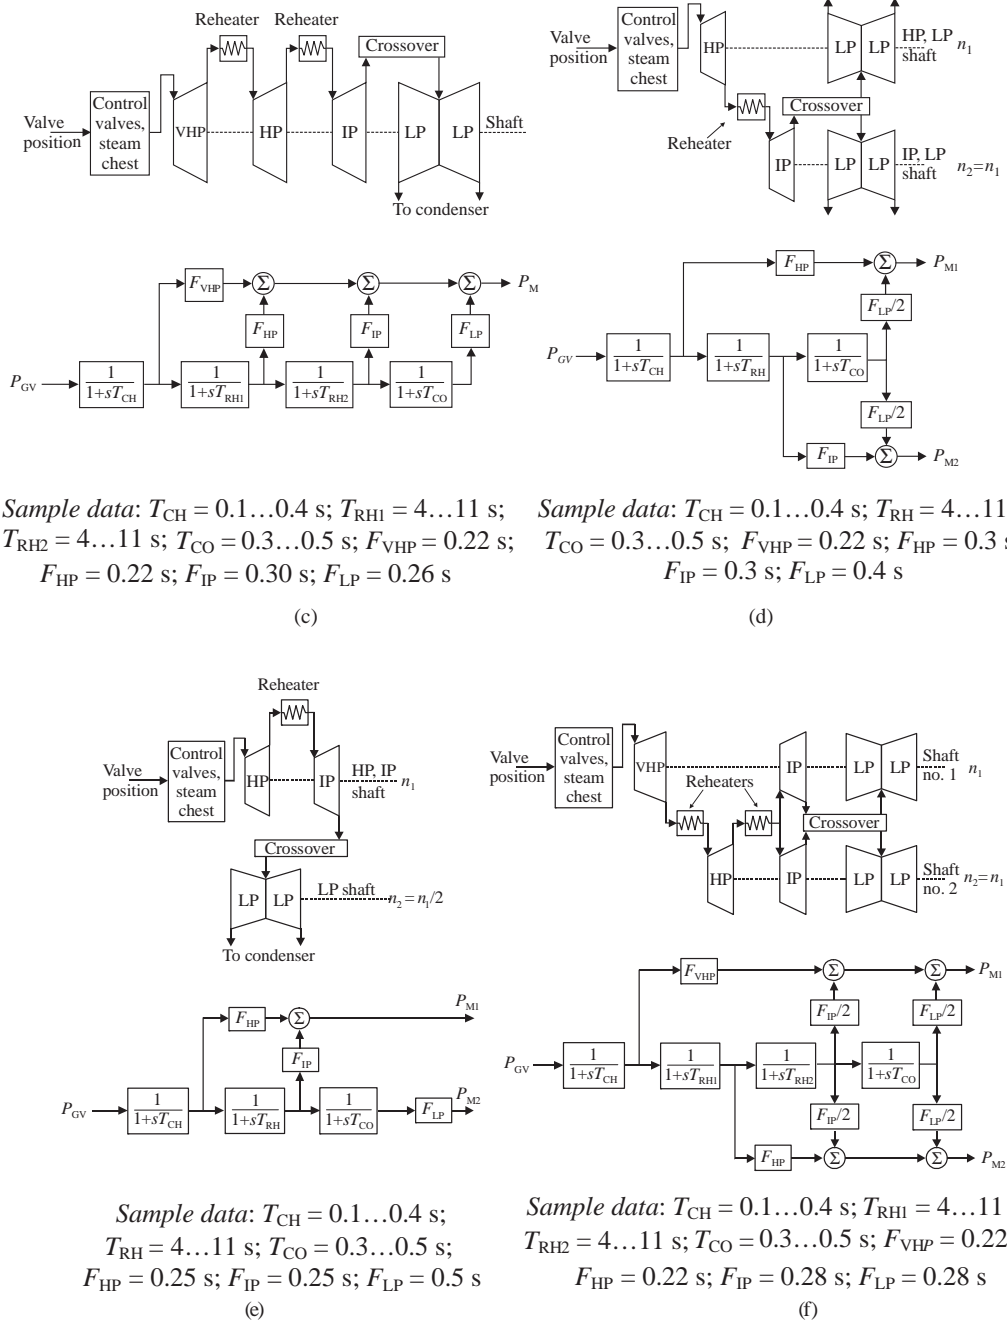 Reheater Reheater
Crossover
Control valves, steam chest
Valve position
VHP HP IP LP LP Shaft
To condenser
F_VHP Σ Σ Σ P_M
F_HP F_IP F_LP
P_GV 1/(1+sT_CH) 1/(1+sT_RH1) 1/(1+sT_RH2) 1/(1+sT_CO)
Sample data: T_CH = 0.1…0.4 s; T_RH1 = 4…11 s;
T_RH2 = 4…11 s; T_CO = 0.3…0.5 s; F_VHP = 0.22 s;
F_HP = 0.22 s; F_IP = 0.30 s; F_LP = 0.26 s
(c)
Control valves, steam chest
Valve position
HP LP LP HP, LP shaft n_1
Crossover
Reheater
IP LP LP IP, LP shaft n_2=n_1
F_HP Σ P_M1
F_LP/2
P_GV 1/(1+sT_CH) 1/(1+sT_RH) 1/(1+sT_CO)
F_LP/2
F_IP Σ P_M2
Sample data: T_CH = 0.1…0.4 s; T_RH = 4…11
T_CO = 0.3…0.5 s; F_VHP = 0.22 s; F_HP = 0.3 s
F_IP = 0.3 s; F_LP = 0.4 s
(d)
Reheater
Control valves, steam chest
Valve position
HP IP HP, IP shaft n_1
Crossover
LP LP LP shaft n_2 = n_1/2
To condenser
P_M1
F_HP Σ
F_IP
P_GV 1/(1+sT_CH) 1/(1+sT_RH) 1/(1+sT_CO) F_LP P_M2
Sample data: T_CH = 0.1…0.4 s;
T_RH = 4…11 s; T_CO = 0.3…0.5 s;
F_HP = 0.25 s; F_IP = 0.25 s; F_LP = 0.5 s
(e)
Control valves, steam chest
Valve position
VHP IP LP LP Shaft no. 1 n_1
Reheaters
Crossover
HP IP LP LP Shaft no. 2 n_2=n_1
F_VHP Σ Σ P_M1
F_IP/2 F_LP/2
P_GV 1/(1+sT_CH) 1/(1+sT_RH1) 1/(1+sT_RH2) 1/(1+sT_CO)
F_IP/2 F_LP/2
F_HP Σ Σ P_M2
Sample data: T_CH = 0.1…0.4 s; T_RH1 = 4…11
T_RH2 = 4…11 s; T_CO = 0.3…0.5 s; F_VHP = 0.22
F_HP = 0.22 s; F_IP = 0.28 s; F_LP = 0.28 s
(f)